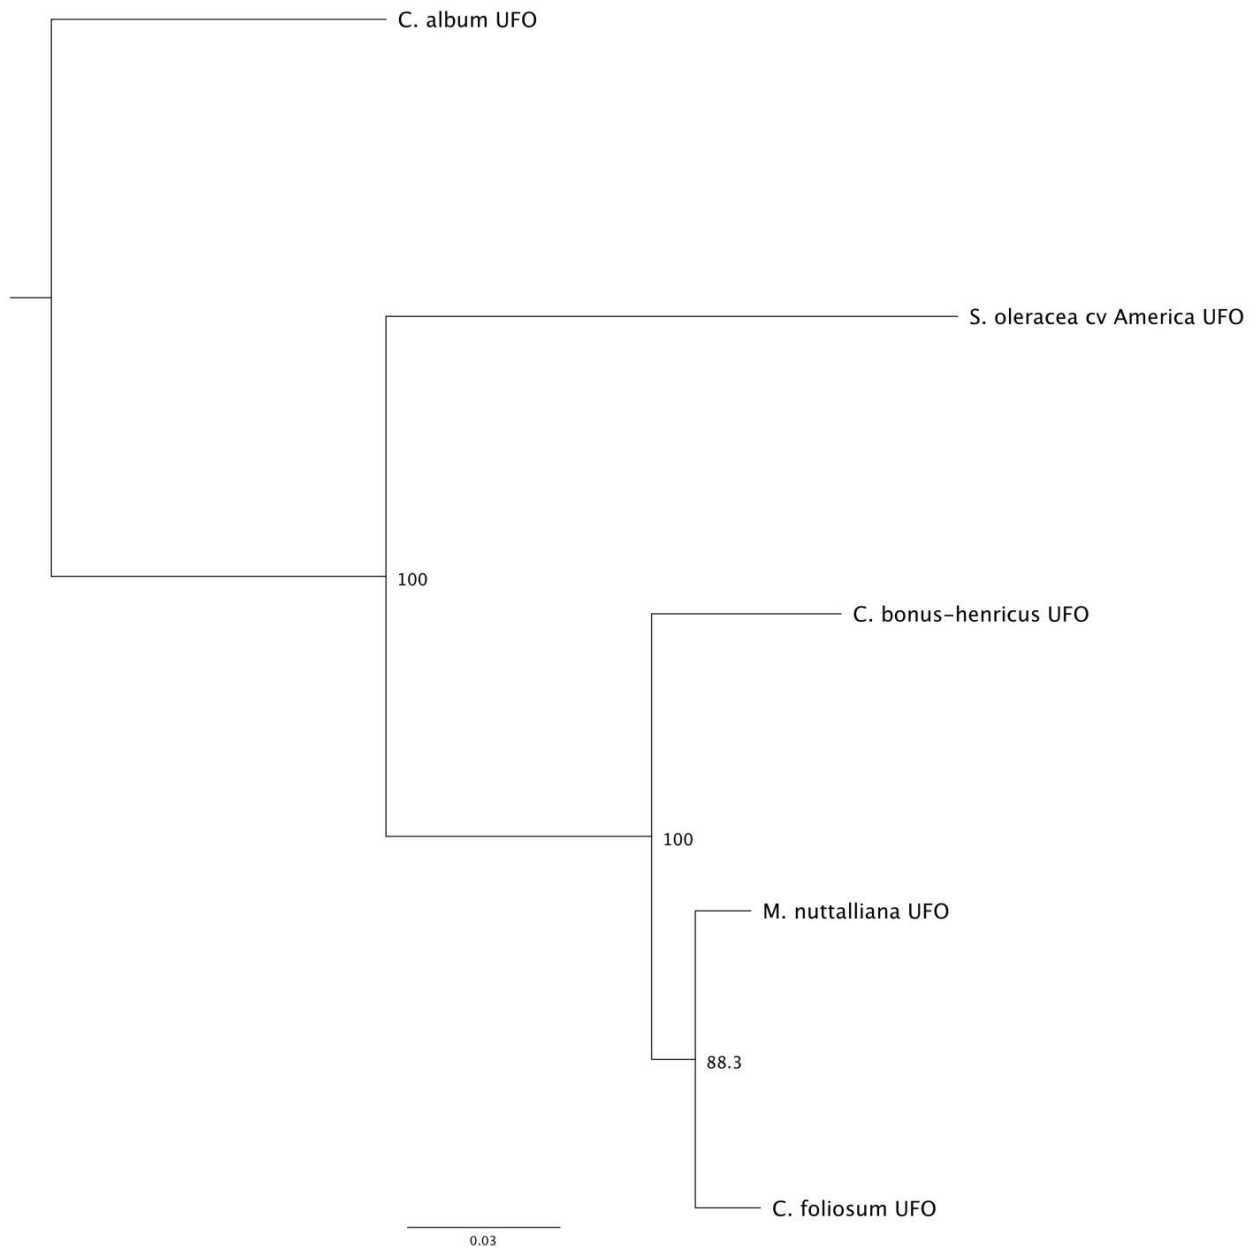 C. album UFO
S. oleracea cv America UFO
100
C. bonus–henricus UFO
100
M. nuttalliana UFO
88.3
C. foliosum UFO
0.03